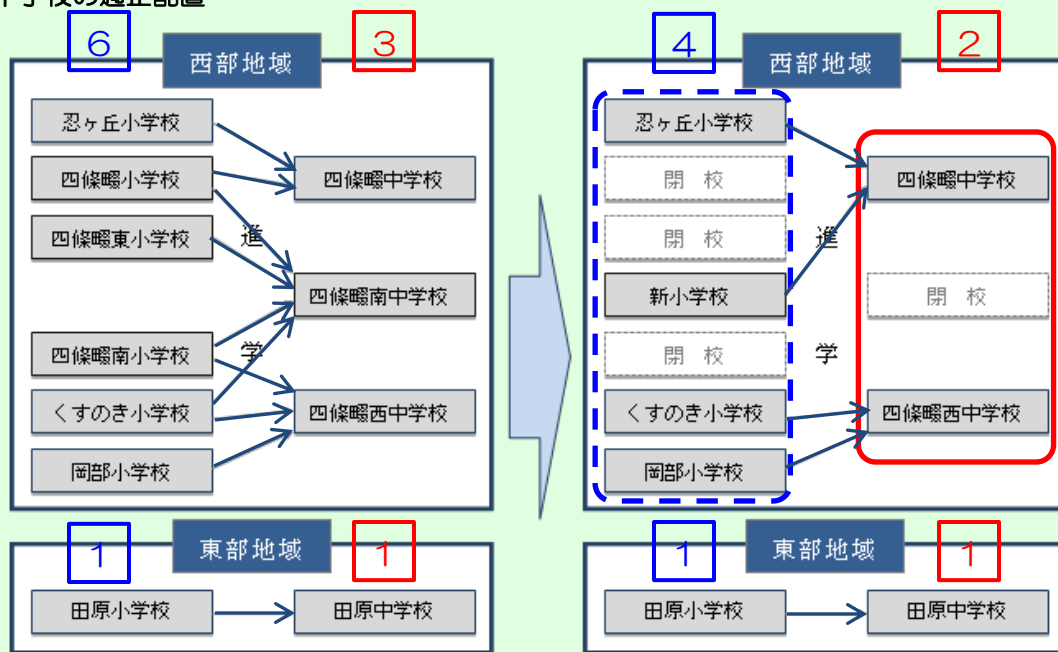 学校の適正配置
6
西部地域
3
忍ヶ丘小学校
四條畷小学校
四條畷中学校
四條畷東小学校
進
四條畷南中学校
四條畷南小学校
学
くすのき小学校
四條畷西中学校
岡部小学校
1
東部地域
1
田原小学校
田原中学校
4
西部地域
2
忍ヶ丘小学校
閉 校
四條畷中学校
閉 校
進
新小学校
閉 校
閉 校
学
くすのき小学校
四條畷西中学校
岡部小学校
1
東部地域
1
田原小学校
田原中学校